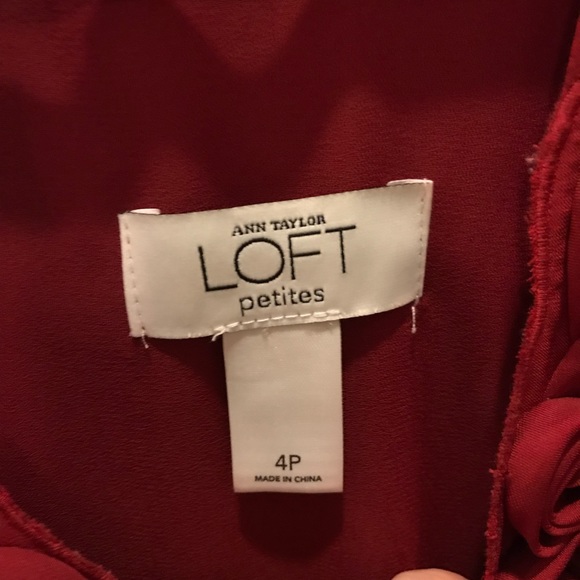 ANN TAYLOR
LOFT
petites
4P
MADE IN CHINA